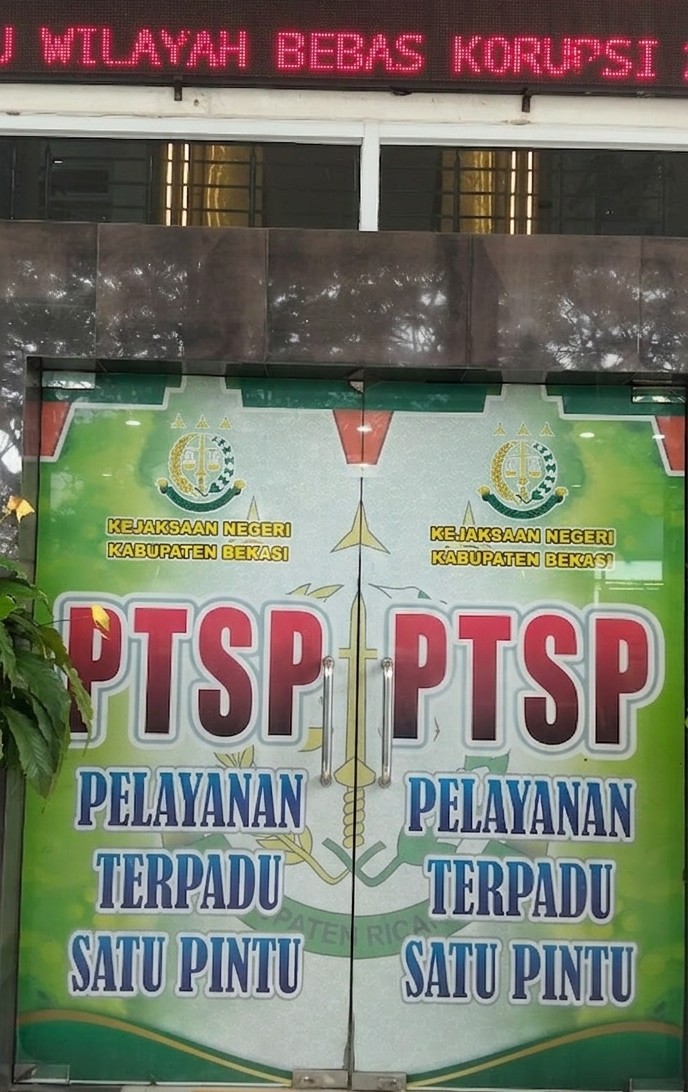 WILAYAH BEBAS KORUPSI
KEJAKSAAN NEGERI
KABUPATEN BEKASI
PTSP
PELAYANAN
TERPADU
SATU PINTU
KEJAKSAAN NEGERI
KABUPATEN BEKASI
PTSP
PELAYANAN
TERPADU
SATU PINTU